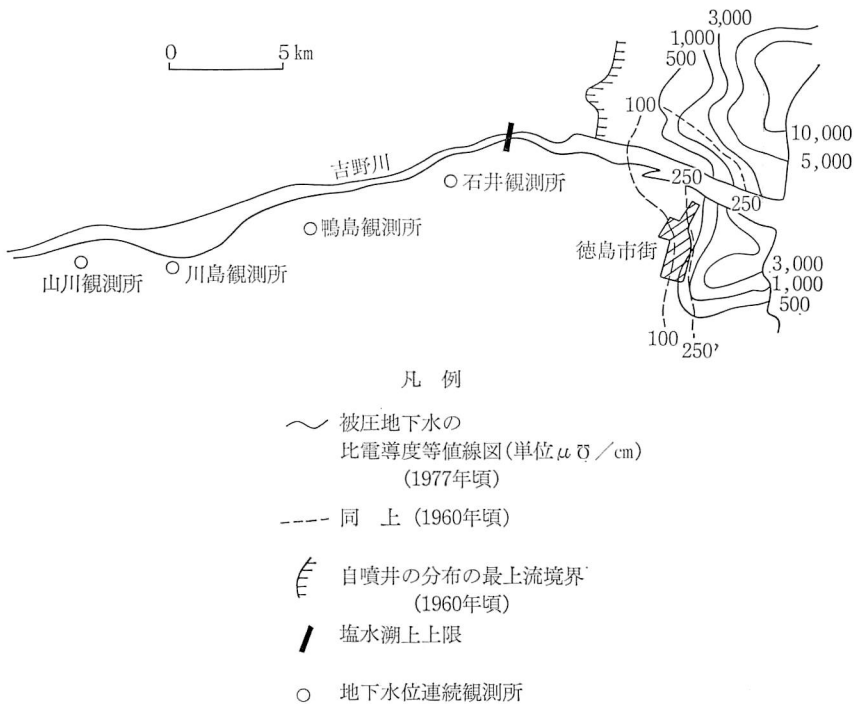 0
5 km
3,000
1,000
500
100
10,000
5,000
吉野川
石井観測所
250
250
鴨島観測所
徳島市街
山川観測所
川島観測所
3,000
1,000
500
100
250
凡 例
被圧地下水の
比電導度等値線図(単位μ℧/cm)
(1977年頃)
同 上 (1960年頃)
自噴井の分布の最上流境界
(1960年頃)
塩水溯上上限
地下水位連続観測所